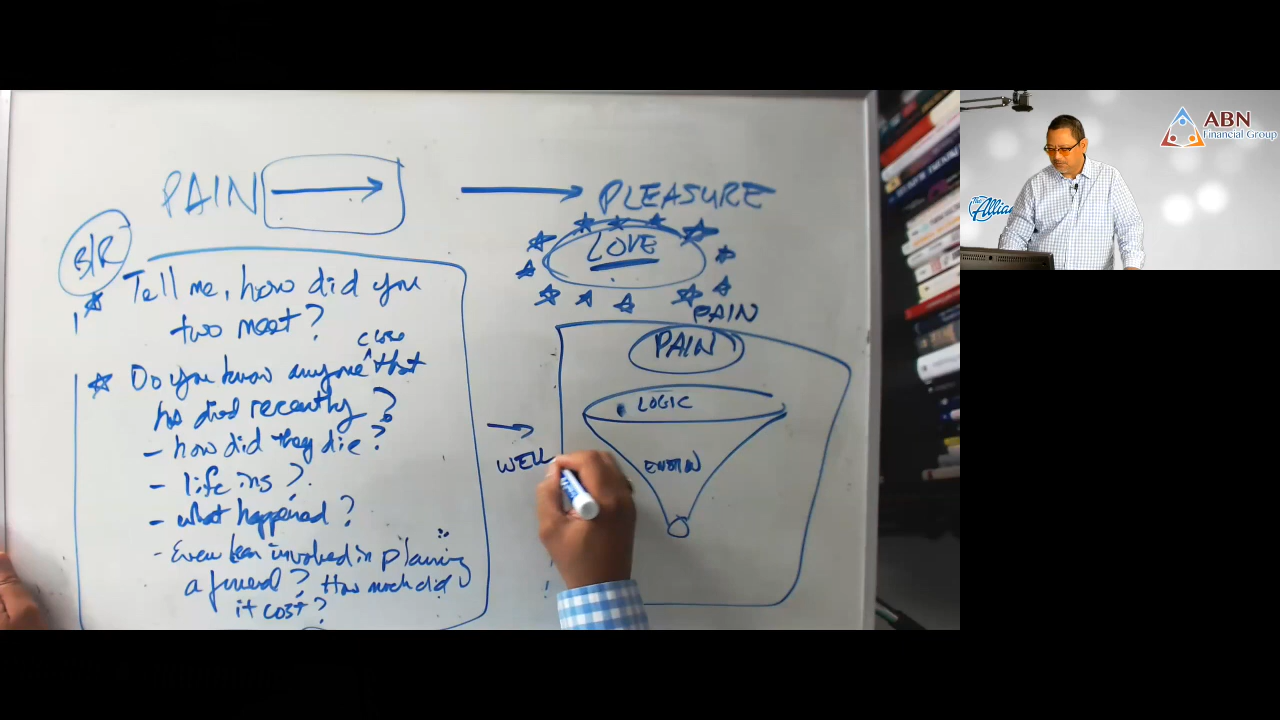 PAIN → → PLEASURE
B/R
LOVE
* Tell me, how did you
two meet?
close
* Do you know anyone ^ that
has died recently?
- how did they die?
- life ins?
- what happened?
- Ever been involved in planning
a funeral? How much did
it cost?
PAIN
PAIN
LOGIC
WELL
ABN
Financial Group
The